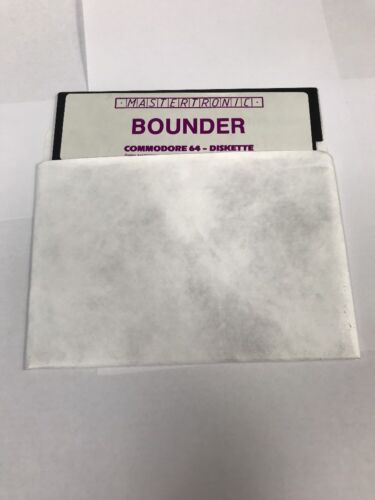 MASTERTRONIC
BOUNDER
COMMODORE 64 - DISKETTE